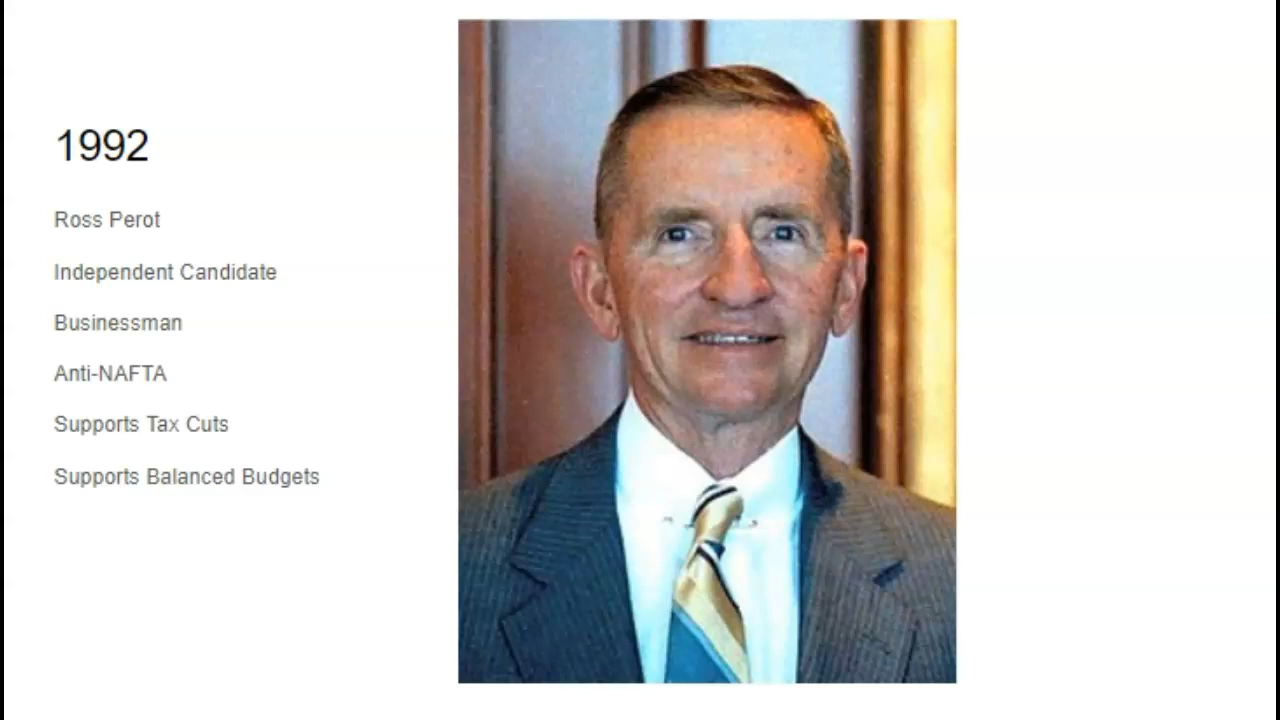 1992
Ross Perot
Independent Candidate
Businessman
Anti-NAFTA
Supports Tax Cuts
Supports Balanced Budgets